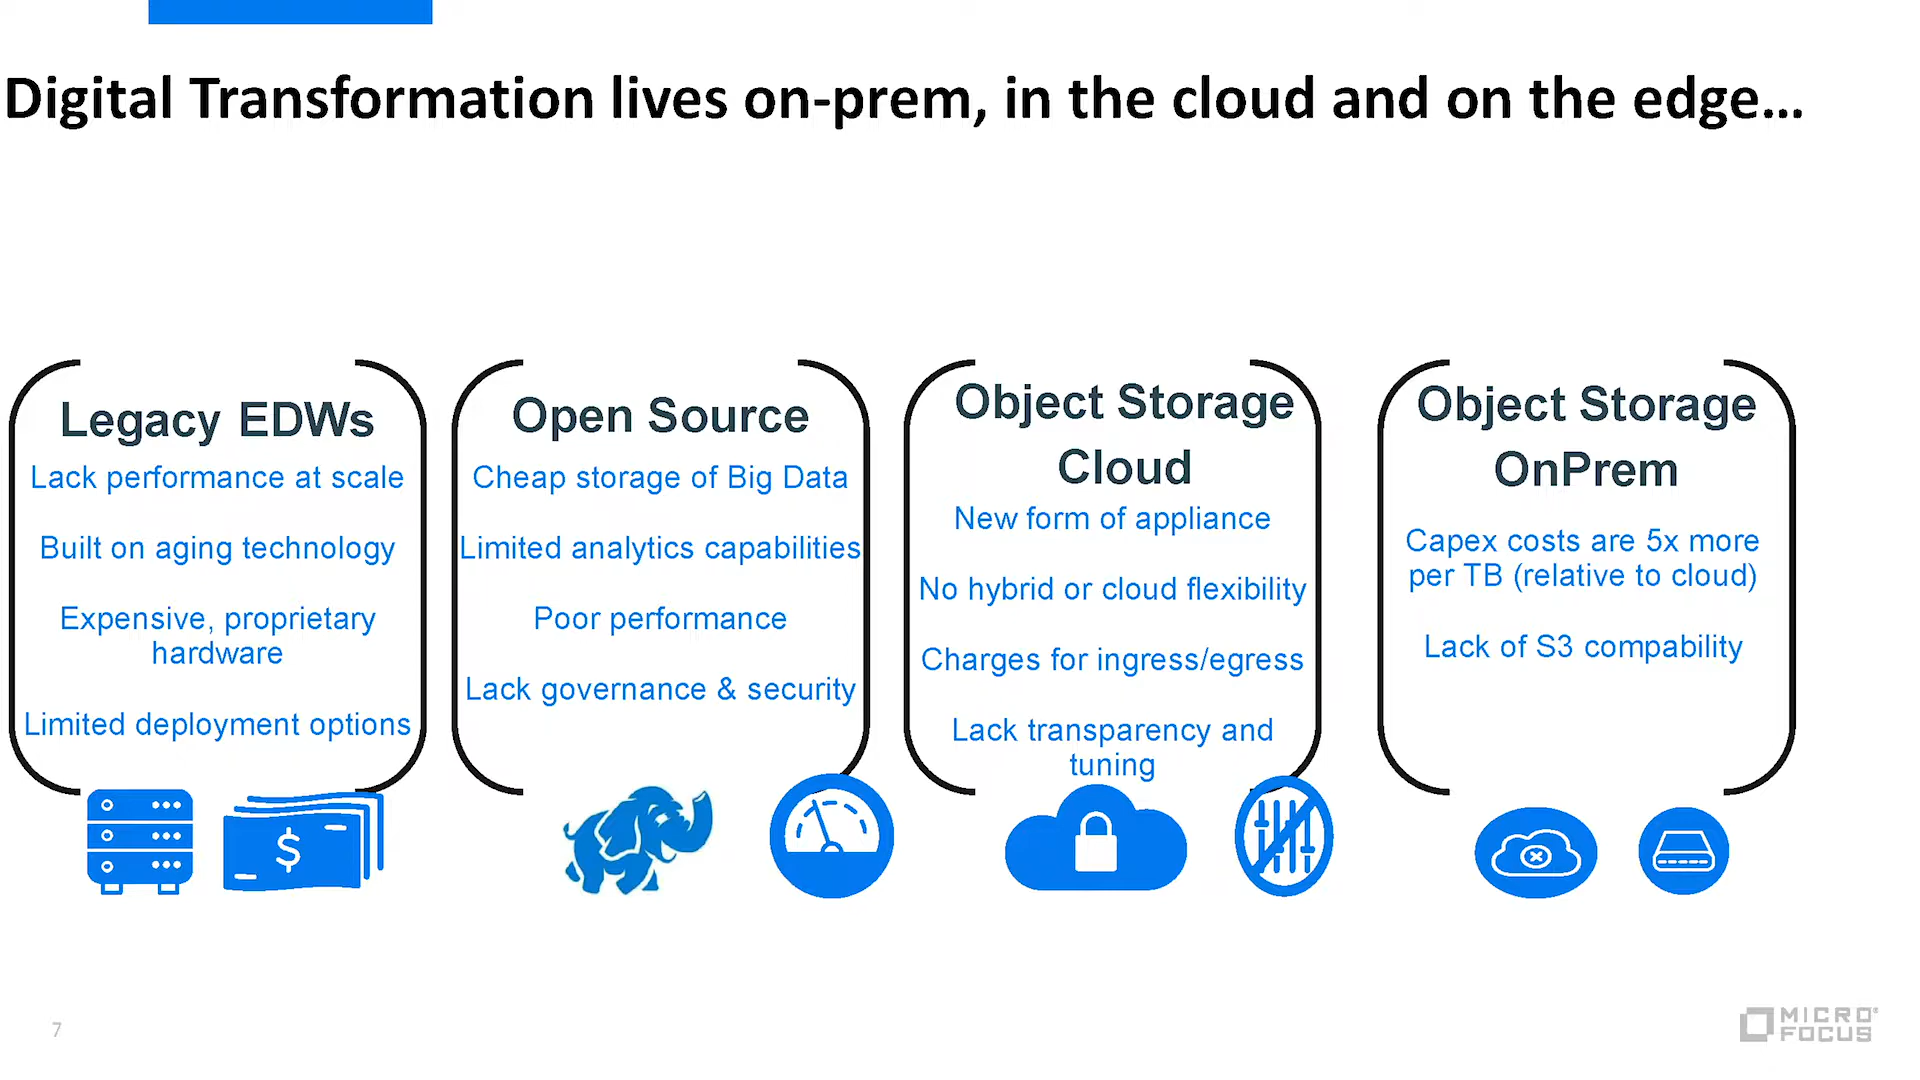 Digital Transformation lives on-prem, in the cloud and on the edge...
Legacy EDWs
Lack performance at scale
Built on aging technology
Expensive, proprietary
hardware
Limited deployment options
$
Open Source
Cheap storage of Big Data
Limited analytics capabilities
Poor performance
Lack governance & security
Object Storage
Cloud
New form of appliance
No hybrid or cloud flexibility
Charges for ingress/egress
Lack transparency and
tuning
Object Storage
OnPrem
Capex costs are 5x more
per TB (relative to cloud)
Lack of S3 compability
7
MICRO
FOCUS